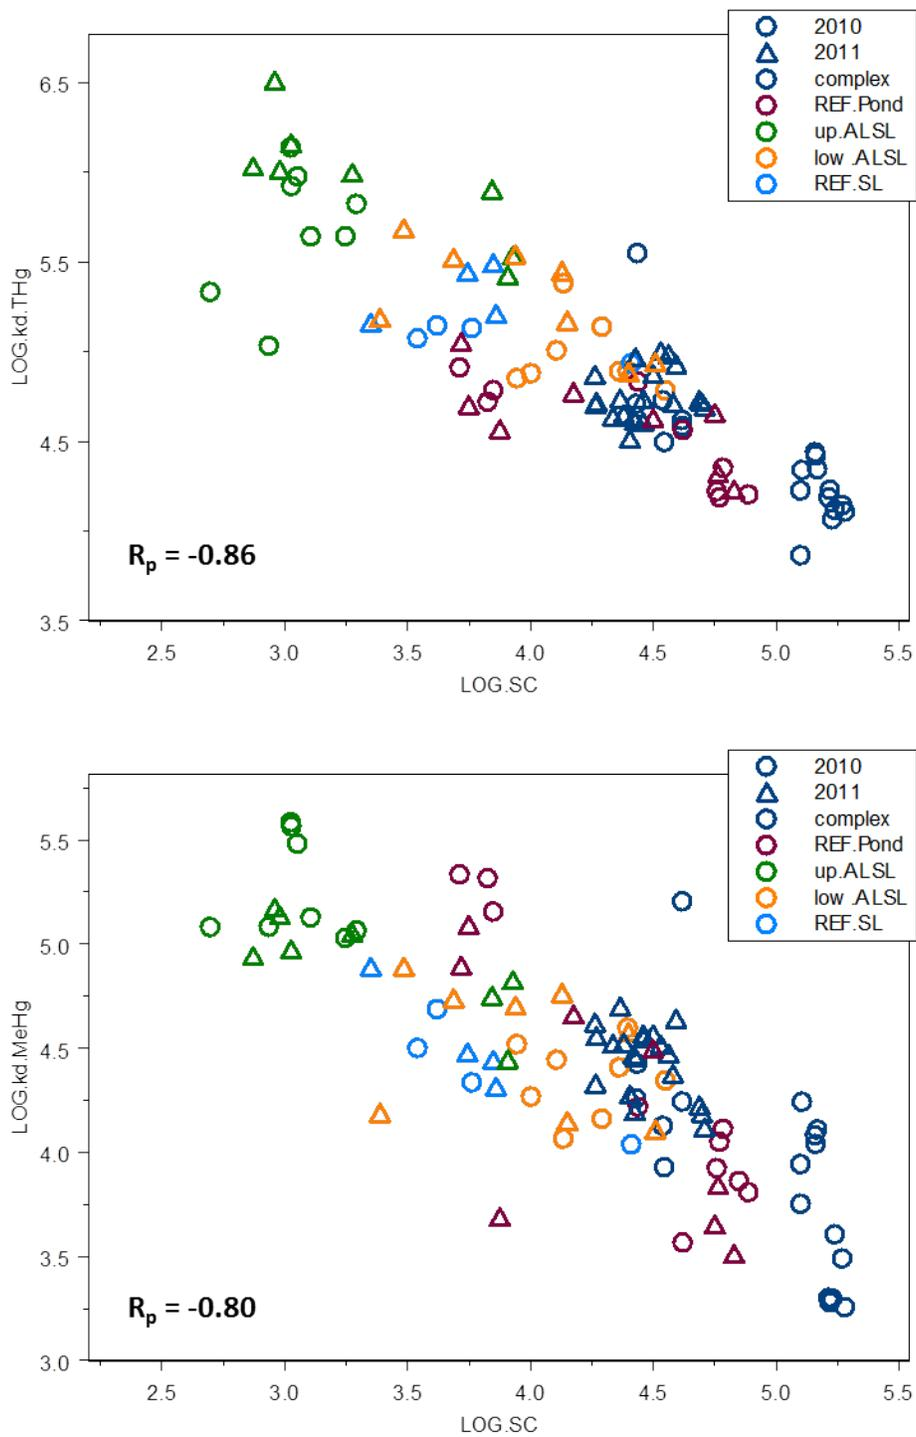 2010
2011
complex
REF.Pond
up.ALSL
low .ALSL
REF.SL
6.5
5.5
4.5
3.5
LOG.kd.THg
Rp = -0.86
2.5 3.0 3.5 4.0 4.5 5.0 5.5
LOG.SC
2010
2011
complex
REF.Pond
up.ALSL
low .ALSL
REF.SL
5.5
5.0
4.5
4.0
3.5
3.0
LOG.kd.MeHg
Rp = -0.80
2.5 3.0 3.5 4.0 4.5 5.0 5.5
LOG.SC